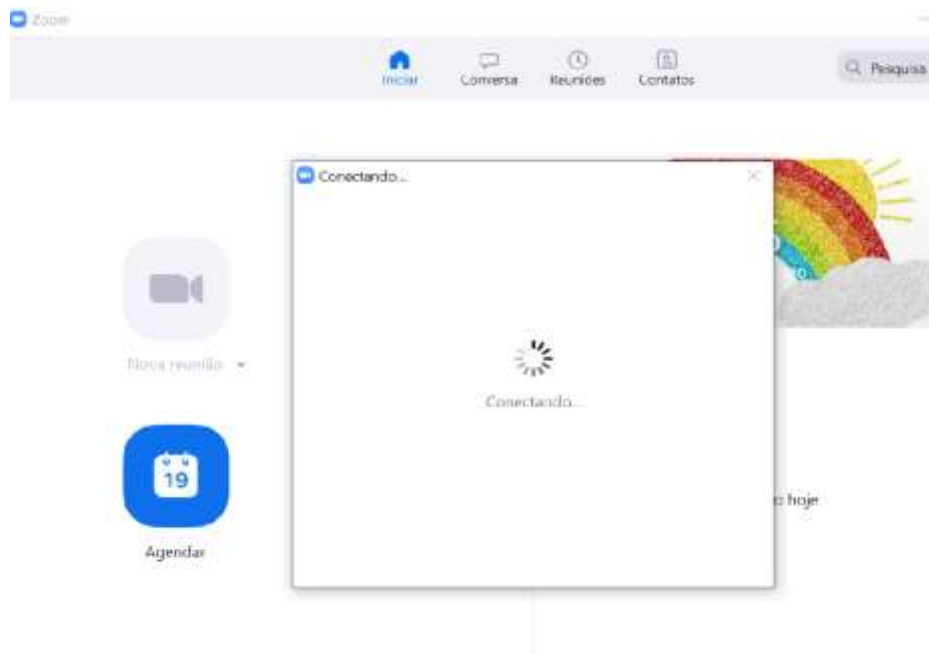 Zoom
Iniciar
Conversa
Reuniões
Contatos
Pesquisa
Conectando...
Conectando...
Nova reunião
19
Agendar
hoje